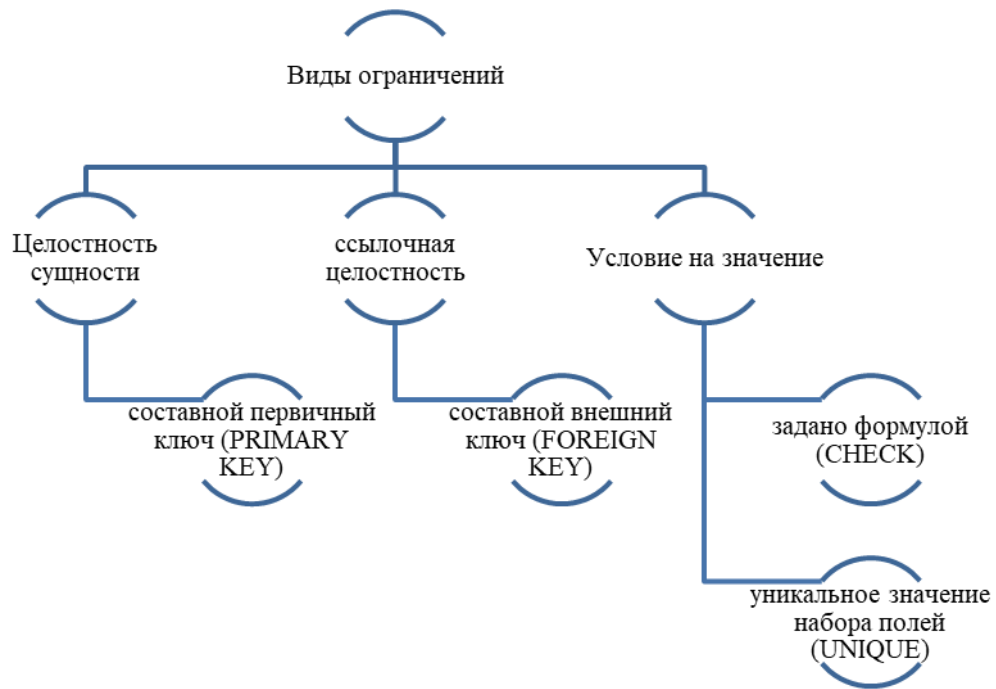 Виды ограничений
Целостность
сущности
ссылочная
целостность
Условие на значение
составной первичный
ключ (PRIMARY
KEY)
составной внешний
ключ (FOREIGN
KEY)
задано формулой
(CHECK)
уникальное значение
набора полей
(UNIQUE)